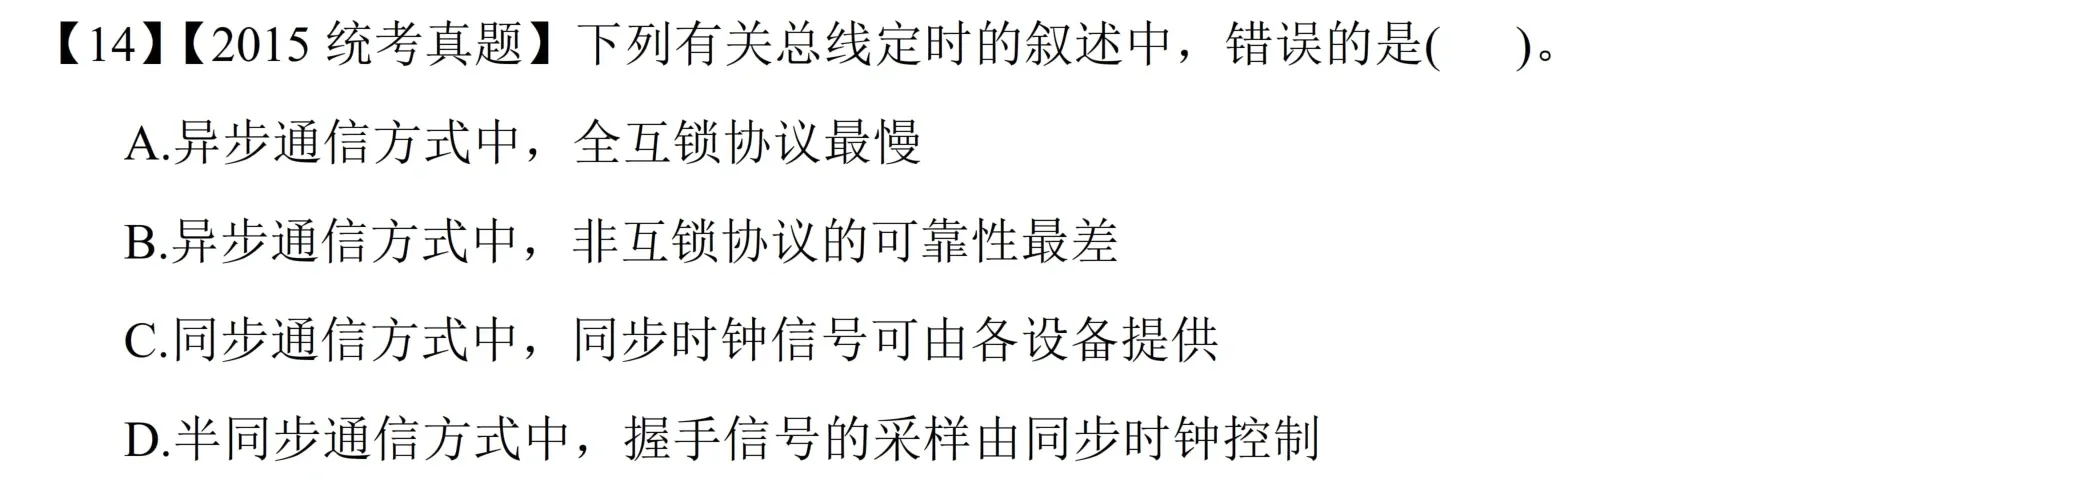 【14】【2015 统考真题】下列有关总线定时的叙述中，错误的是(　　)。
A.异步通信方式中，全互锁协议最慢
B.异步通信方式中，非互锁协议的可靠性最差
C.同步通信方式中，同步时钟信号可由各设备提供
D.半同步通信方式中，握手信号的采样由同步时钟控制